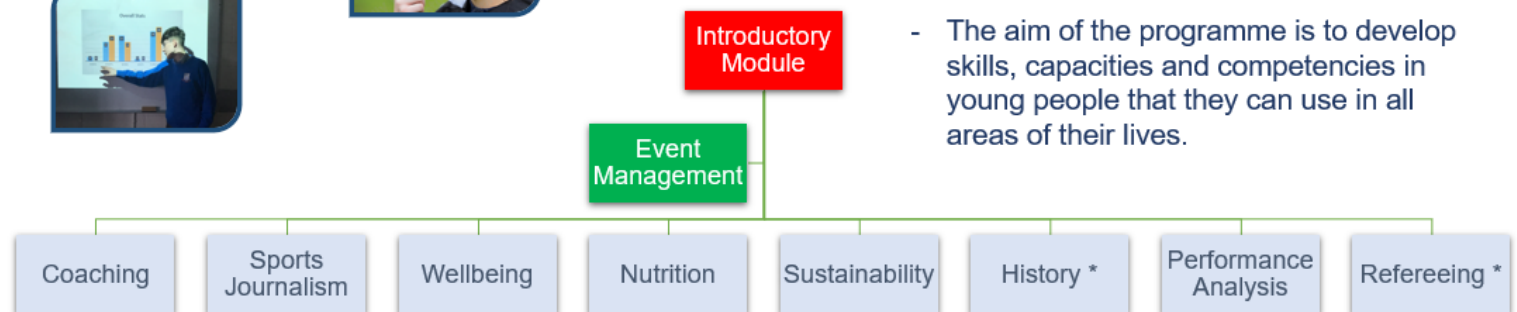 Introductory
Module
- The aim of the programme is to develop
skills, capacities and competencies in
young people that they can use in all
areas of their lives.
Event
Management
Coaching
Sports
Journalism
Wellbeing
Nutrition
Sustainability
History *
Performance
Analysis
Refereeing *